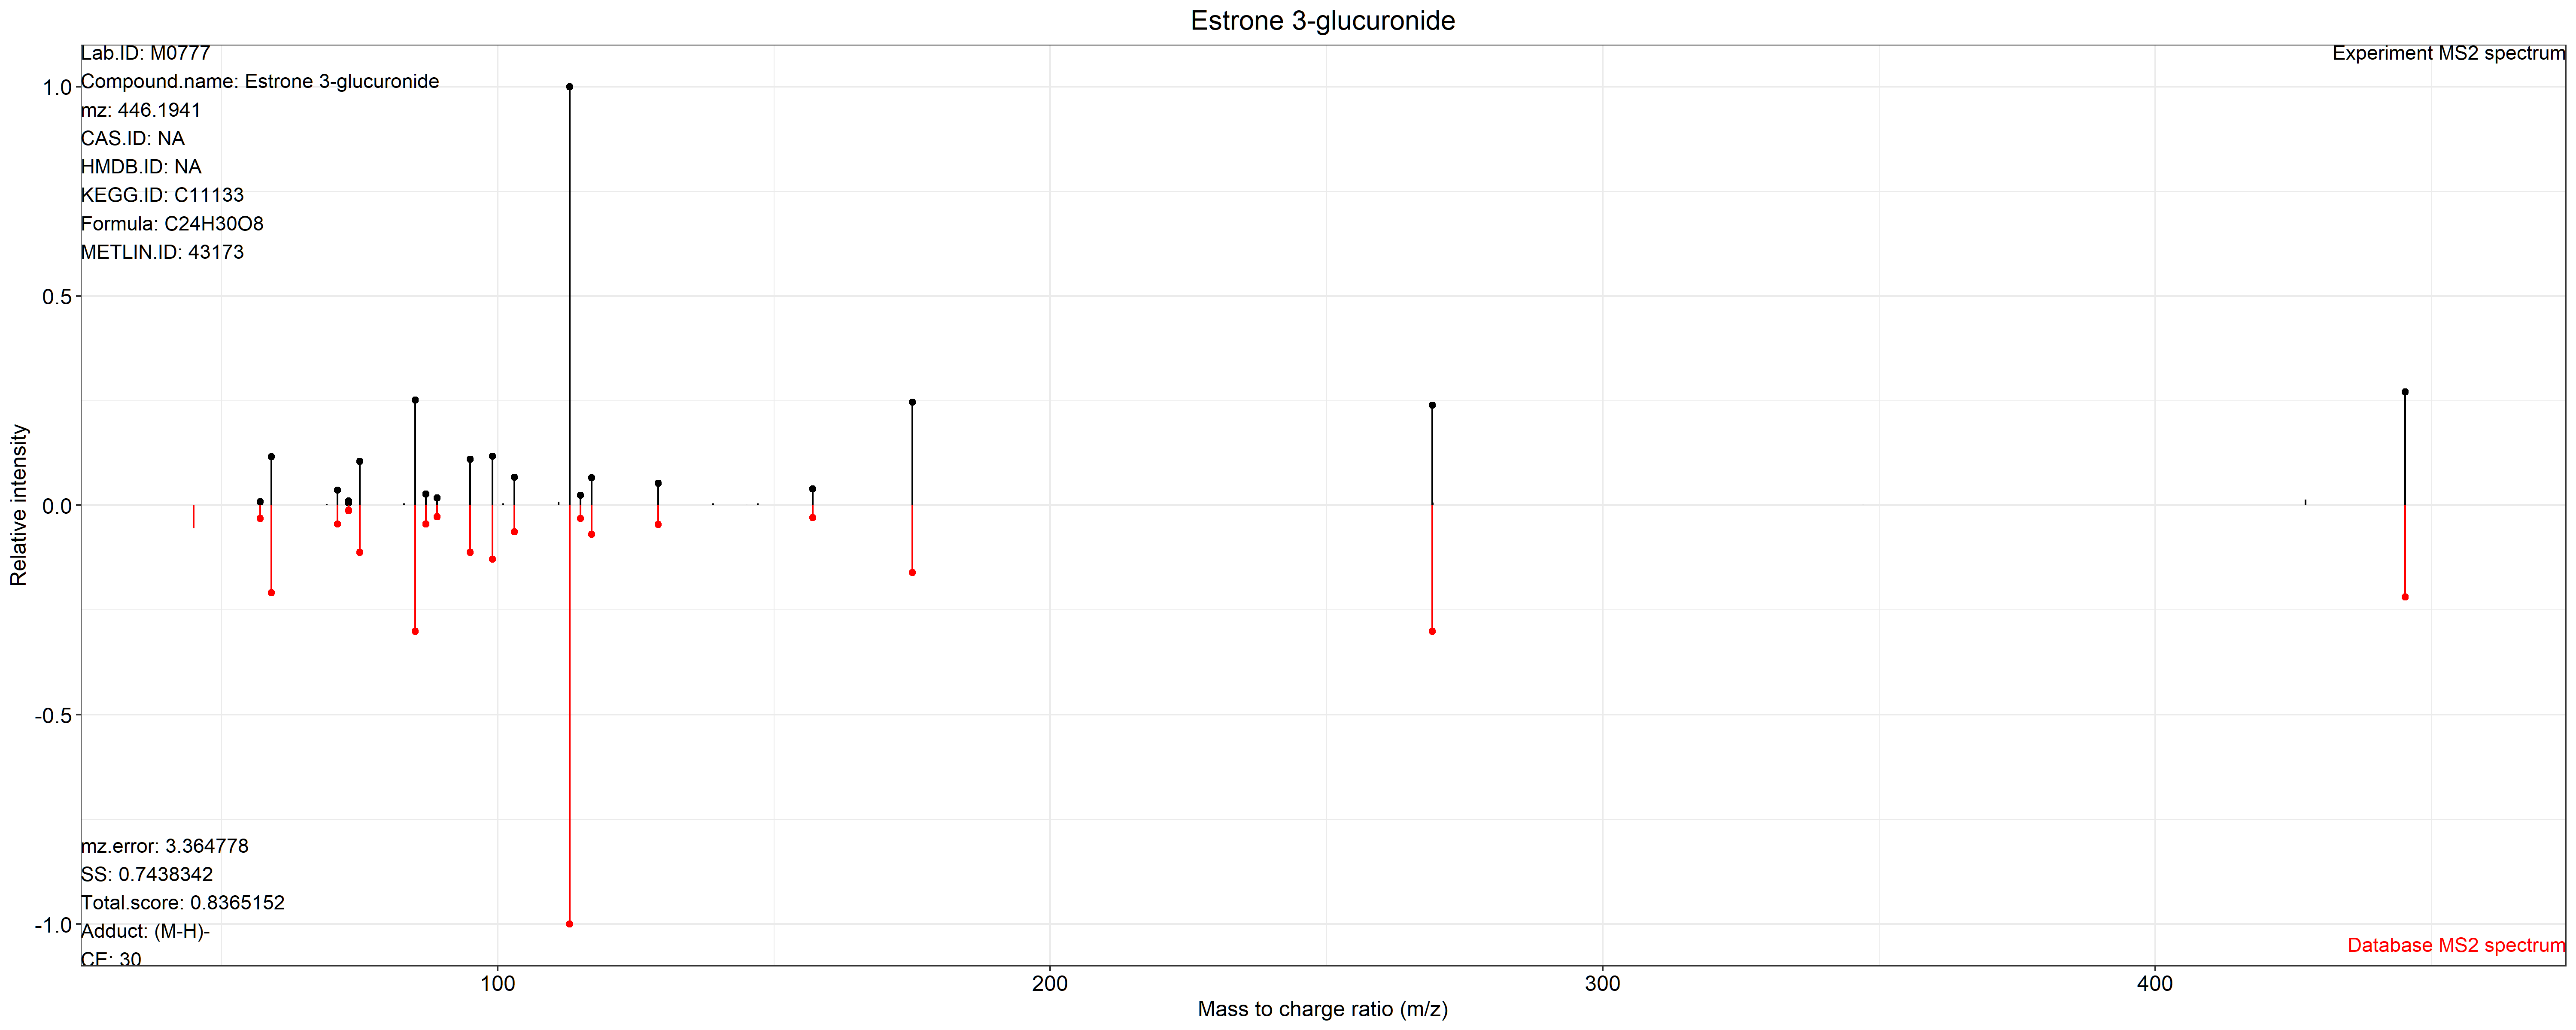 Estrone 3-glucuronide
Lab.ID: M0777
Compound.name: Estrone 3-glucuronide
mz: 446.1941
CAS.ID: NA
HMDB.ID: NA
KEGG.ID: C11133
Formula: C24H30O8
METLIN.ID: 43173
Experiment MS2 spectrum
1.0
0.5
0.0
-0.5
-1.0
Relative intensity
mz.error: 3.364778
SS: 0.7438342
Total.score: 0.8365152
Adduct: (M-H)-
CE: 30
Database MS2 spectrum
100
200
300
400
Mass to charge ratio (m/z)